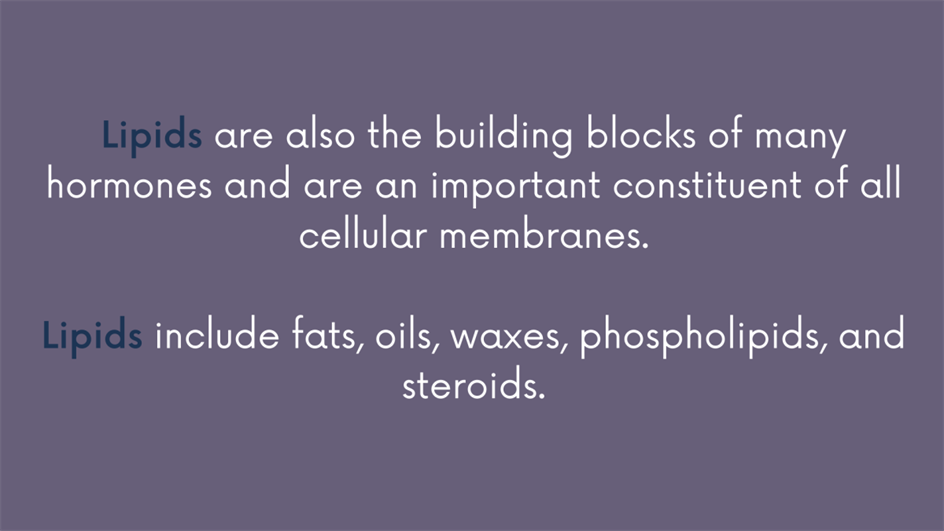 Lipids are also the building blocks of many
hormones and are an important constituent of all
cellular membranes.
Lipids include fats, oils, waxes, phospholipids, and
steroids.